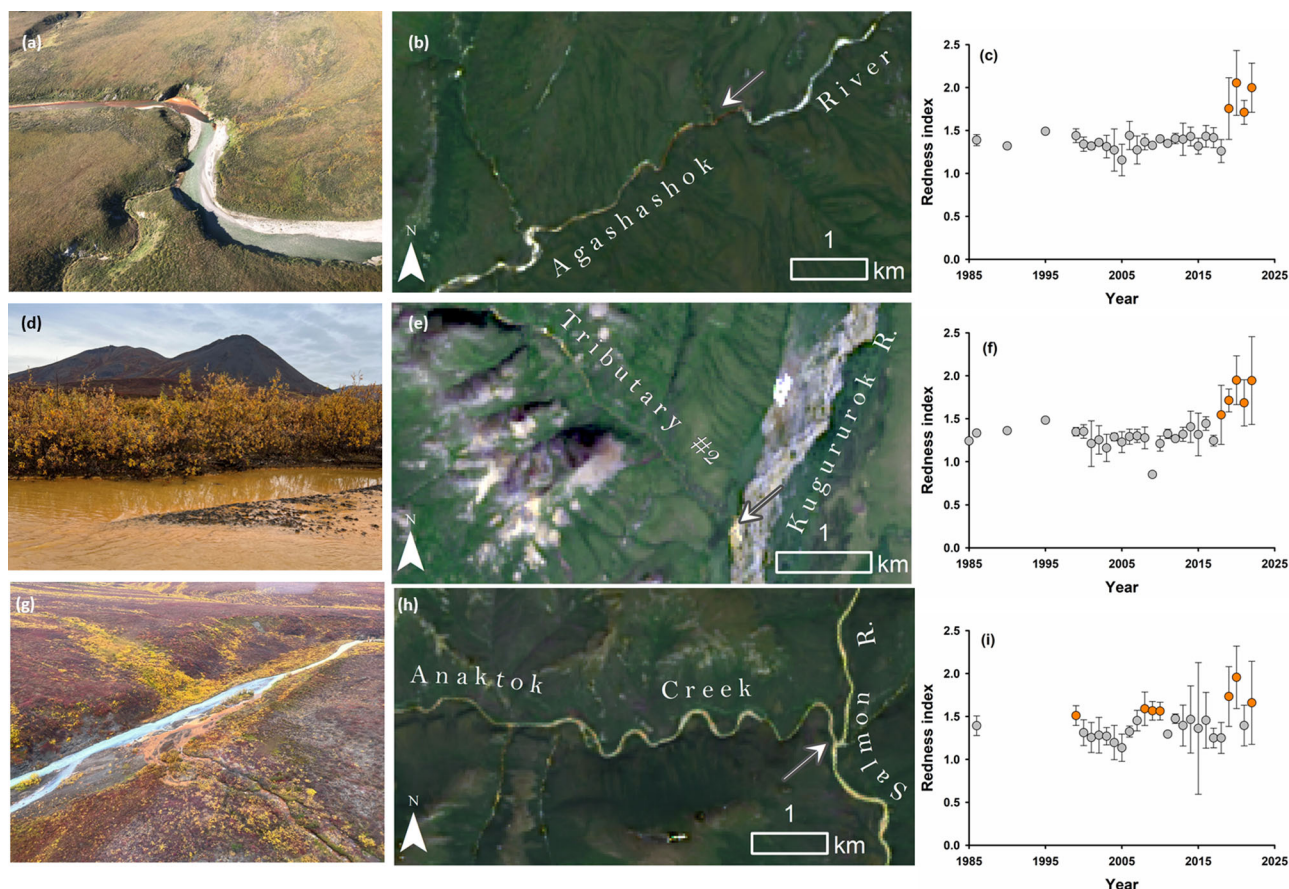 (a)
(b)
N
Agashashok
River
1
km
(c)
Redness index
2.5
2.0
1.5
1.0
0.5
0.0
1985
1995
2005
2015
2025
Year
(d)
(e)
N
Tributary #2
Kugururok R.
1
km
(f)
Redness index
2.5
2.0
1.5
1.0
0.5
0.0
1985
1995
2005
2015
2025
Year
(g)
(h)
N
Anaktok Creek
Salmon R.
1
km
(i)
Redness index
2.5
2.0
1.5
1.0
0.5
0.0
1985
1995
2005
2015
2025
Year